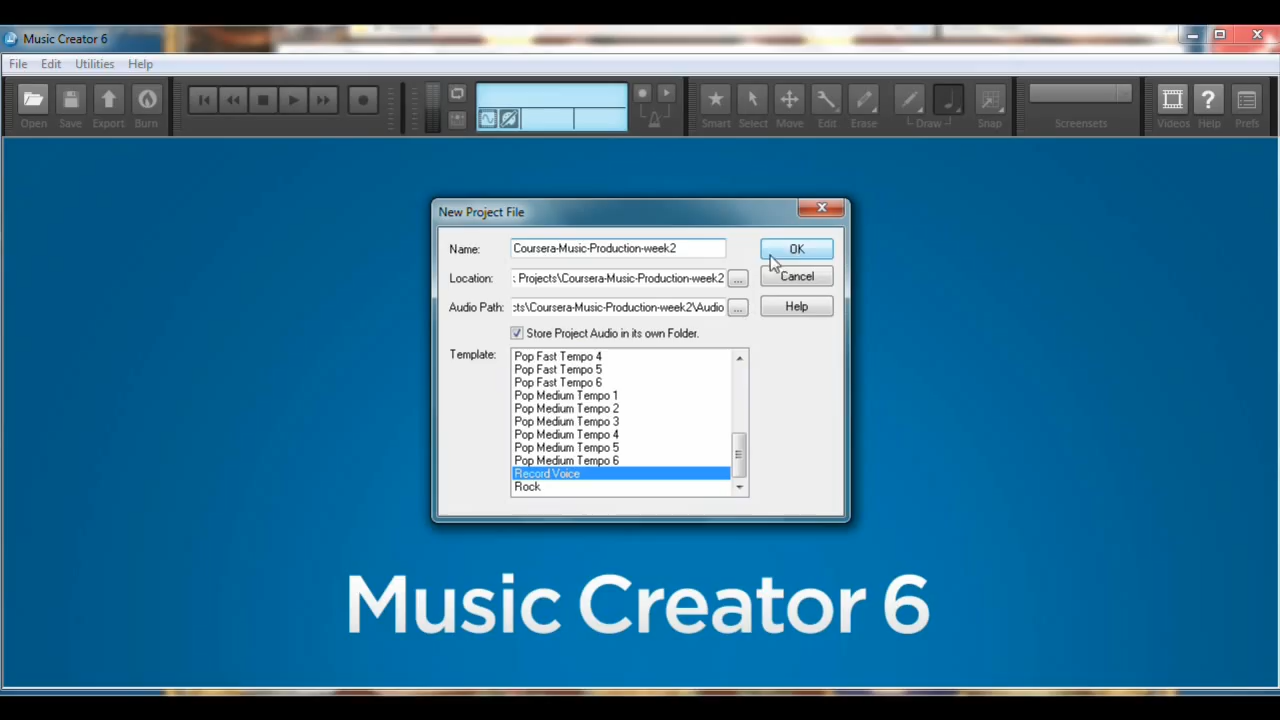 Music Creator 6
File Edit Utilities Help
Open Save Export Burn Smart Select Move Edit Erase Draw Snap Screensets Videos Help Prefs
New Project File
Name: Coursera-Music-Production-week2 OK
Location: : Projects\Coursera-Music-Production-week2 ... Cancel
Audio Path: :ts\Coursera-Music-Production-week2\Audio ... Help
Store Project Audio in its own Folder.
Template:
Pop Fast Tempo 4
Pop Fast Tempo 5
Pop Fast Tempo 6
Pop Medium Tempo 1
Pop Medium Tempo 2
Pop Medium Tempo 3
Pop Medium Tempo 4
Pop Medium Tempo 5
Pop Medium Tempo 6
Record Voice
Rock
Music Creator 6